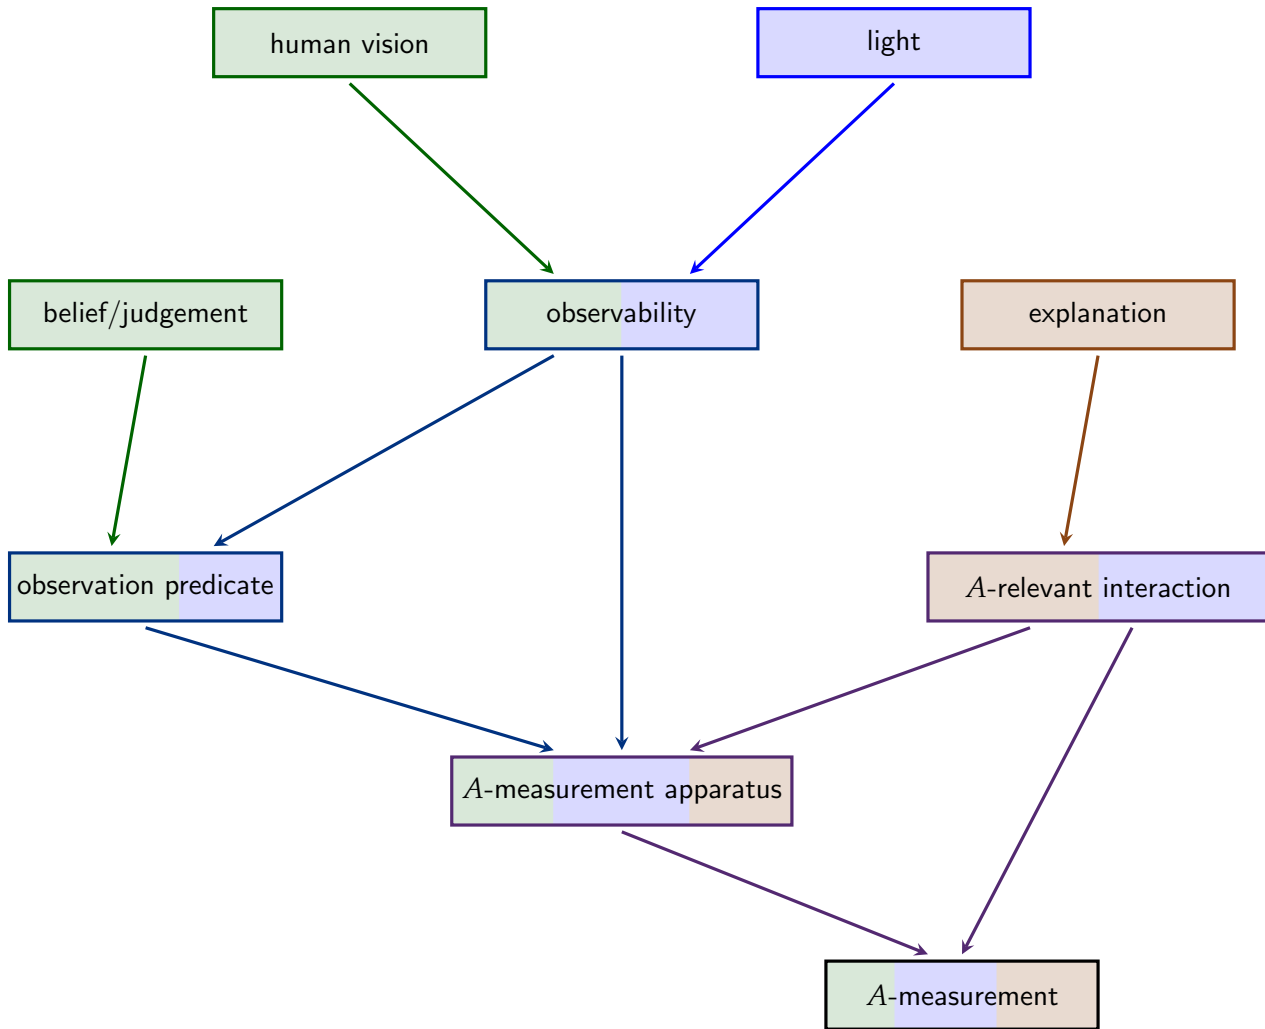 human vision
light
belief/judgement
observability
explanation
observation predicate
A-relevant interaction
A-measurement apparatus
A-measurement